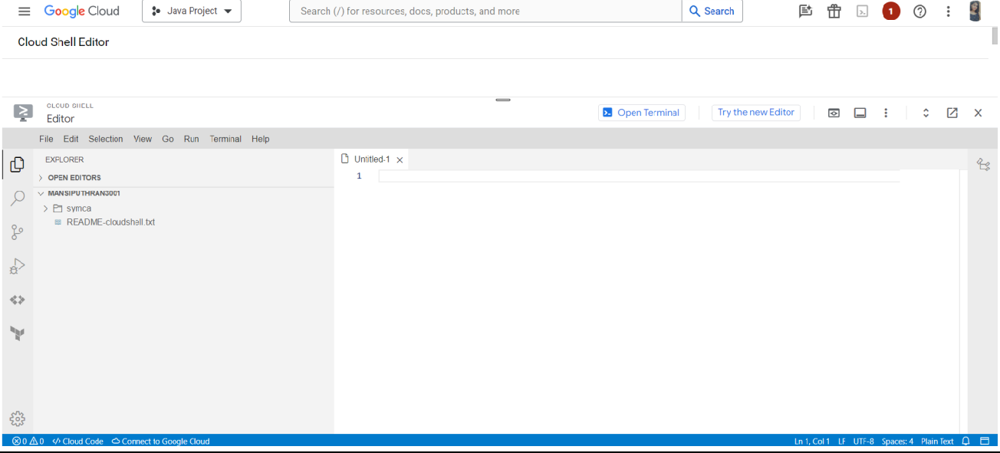 Google Cloud Java Project Search (/) for resources, docs, products, and more Search 1
Cloud Shell Editor
CLOUD SHELL
Editor
Open Terminal Try the new Editor
File Edit Selection View Go Run Terminal Help
EXPLORER
Untitled-1
OPEN EDITORS
1
MANSIPUTHRAN3001
symca
README-cloudshell.txt
0 0 Cloud Code Connect to Google Cloud Ln 1, Col 1 LF UTF-8 Spaces: 4 Plain Text